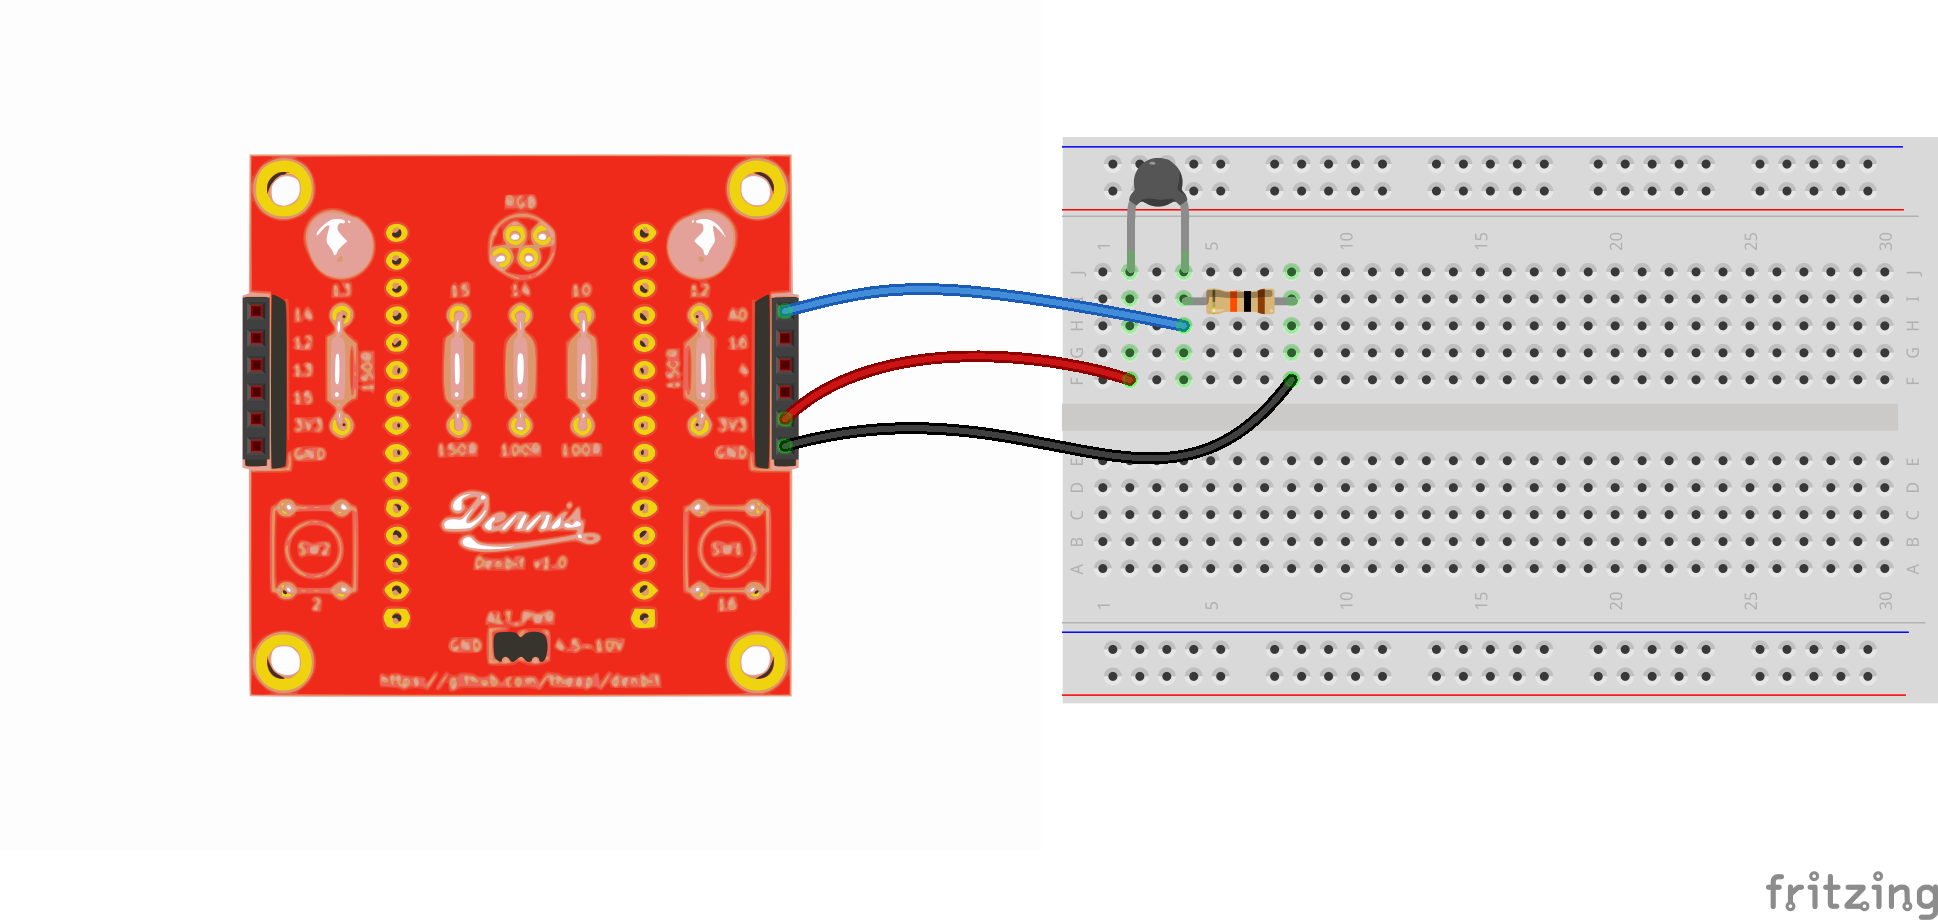 RGB
13
15
14
10
12
14
12
13
15
3V3
GND
150R
150R
A0
16
4
5
3V3
GND
150R
100R
100R
Dennis
Denbit v1.0
SW2
2
SW1
16
ALT_PWR
GND
4.5-10V
https://github.com/theapi/denbit
1 5 10 15 20 25 30
J J
I I
H H
G G
F F
E E
D D
C C
B B
A A
1 5 10 15 20 25 30
fritzing